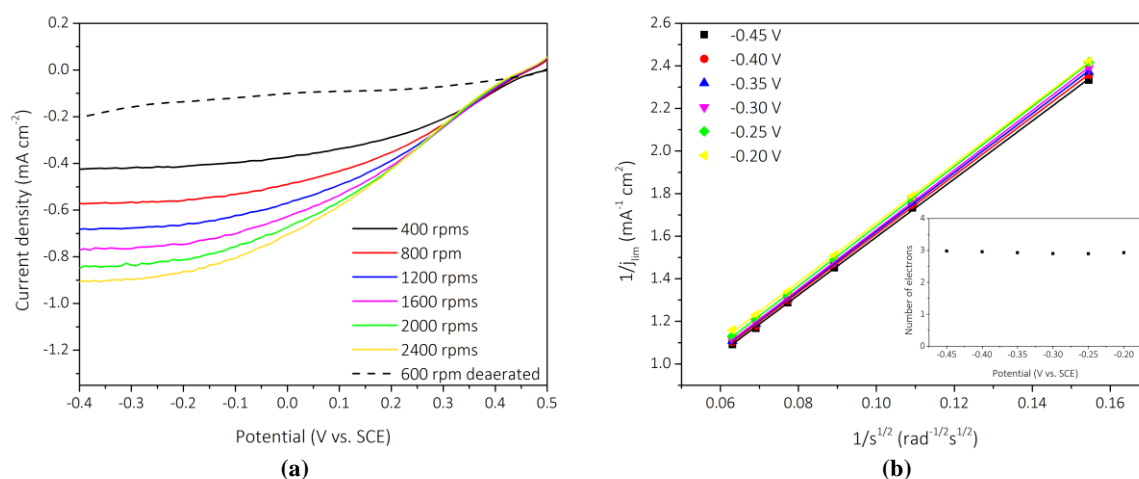 0.2
0.0
-0.2
-0.4
-0.6
-0.8
-1.0
-1.2
Current density (mA cm⁻²)
400 rpms
800 rpm
1200 rpms
1600 rpms
2000 rpms
2400 rpms
600 rpm deaerated
-0.4 -0.3 -0.2 -0.1 0.0 0.1 0.2 0.3 0.4 0.5
Potential (V vs. SCE)
(a)
2.6
2.4
2.2
2.0
1.8
1.6
1.4
1.2
1.0
1/j_lim (mA⁻¹ cm²)
-0.45 V
-0.40 V
-0.35 V
-0.30 V
-0.25 V
-0.20 V
4
3
2
1
0
Number of electrons
-0.45 -0.40 -0.35 -0.30 -0.25 -0.20
Potential (V vs. SCE)
0.06 0.08 0.10 0.12 0.14 0.16
1/s^1/2 (rad^-1/2 s^1/2)
(b)